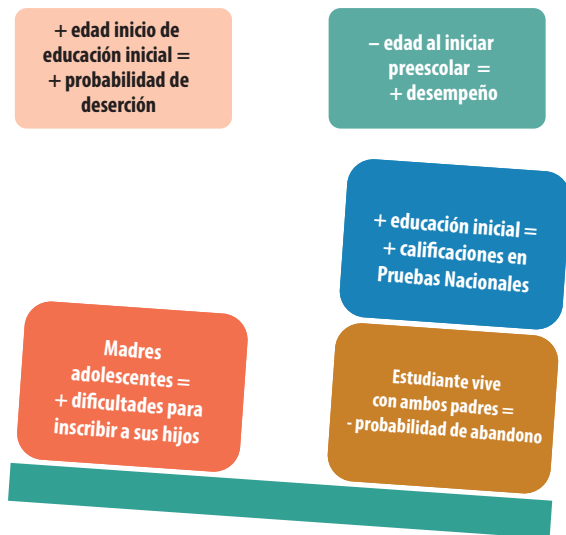 + edad inicio de
educación inicial =
+ probabilidad de
deserción
– edad al iniciar
preescolar =
+ desempeño
+ educación inicial =
+ calificaciones en
Pruebas Nacionales
Madres
adolescentes =
+ dificultades para
inscribir a sus hijos
Estudiante vive
con ambos padres =
- probabilidad de abandono